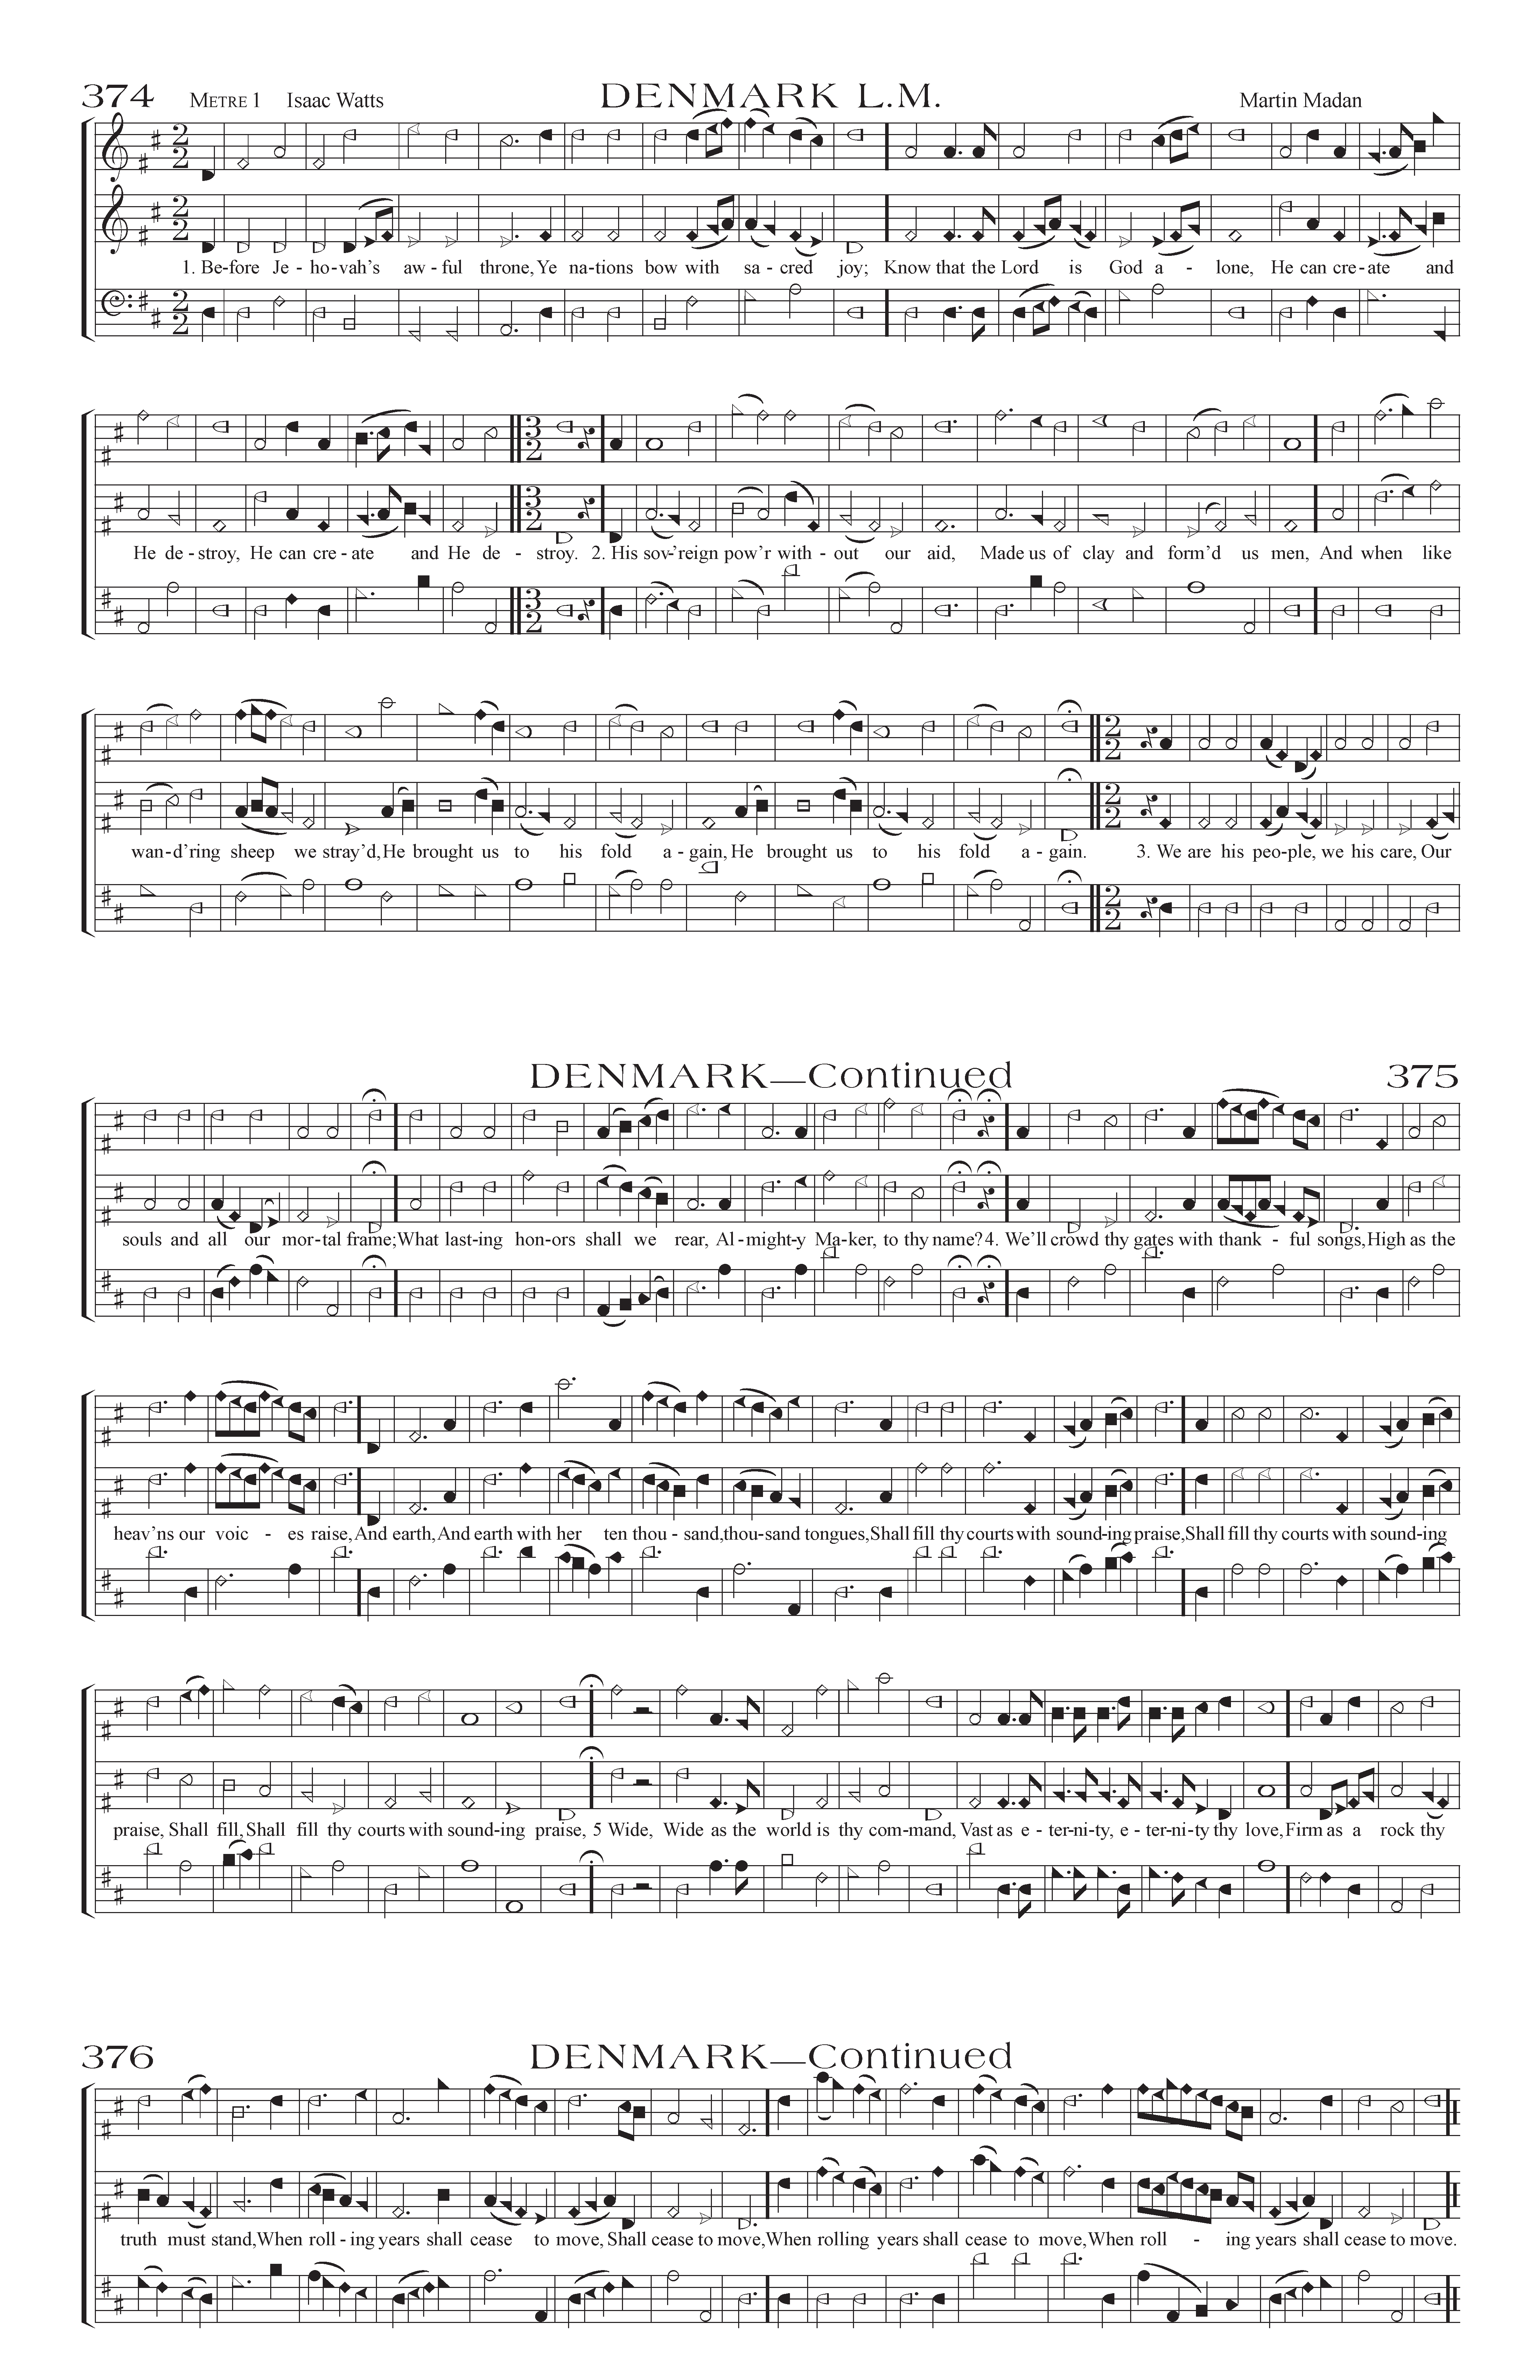 374 METRE 1 Isaac Watts DENMARK L.M. Martin Madan
1. Be-fore Je - ho-vah's aw - ful throne, Ye na-tions bow with sa - cred joy; Know that the Lord is God a - lone, He can cre-ate and
He de - stroy, He can cre - ate and He de - stroy. 2. His sov-'reign pow'r with - out our aid, Made us of clay and form'd us men, And when like
wan-d'ring sheep we stray'd, He brought us to his fold a - gain, He brought us to his fold a - gain. 3. We are his peo-ple, we his care, Our
DENMARK—Continued 375
souls and all our mor-tal frame; What last-ing hon-ors shall we rear, Al-might-y Ma-ker, to thy name? 4. We'll crowd thy gates with thank - ful songs, High as the
heav'ns our voic - es raise, And earth, And earth with her ten thou - sand, thou-sand tongues, Shall fill thy courts with sound-ing praise, Shall fill thy courts with sound-ing
praise, Shall fill, Shall fill thy courts with sound-ing praise, 5 Wide, Wide as the world is thy com-mand, Vast as e - ter-ni-ty, e - ter-ni-ty thy love, Firm as a rock thy
376 DENMARK—Continued
truth must stand, When roll - ing years shall cease to move, Shall cease to move, When rolling years shall cease to move, When roll - ing years shall cease to move.